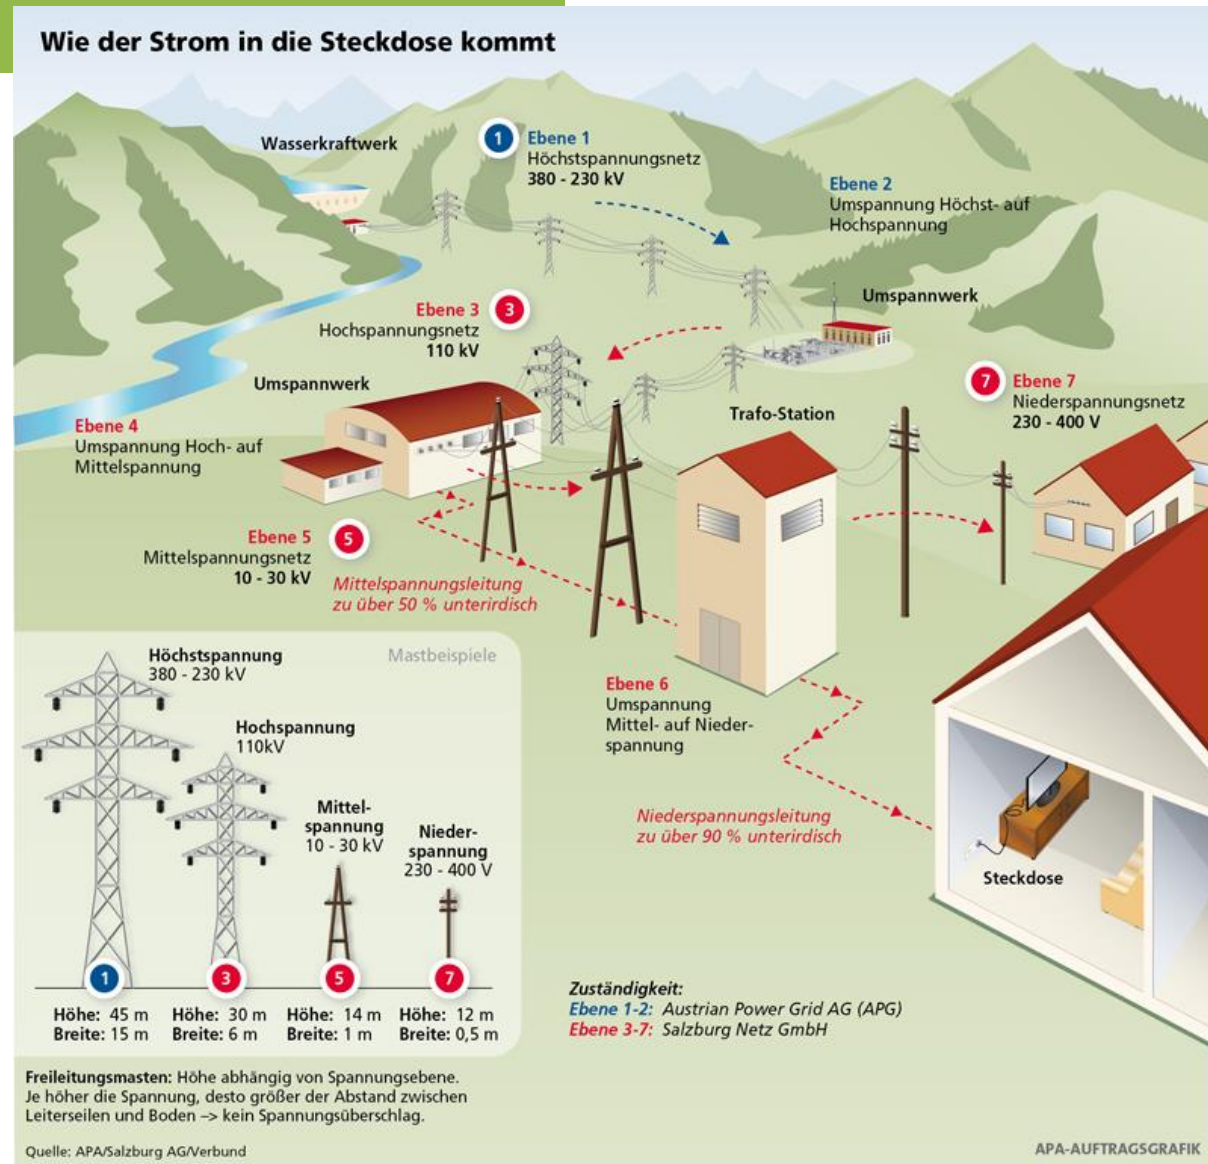 Wie der Strom in die Steckdose kommt
Wasserkraftwerk
1
Ebene 1
Höchstspannungsnetz
380 - 230 kV
Ebene 2
Umspannung Höchst- auf
Hochspannung
Umspannwerk
Ebene 3
3
Hochspannungsnetz
110 kV
Umspannwerk
Ebene 4
Umspannung Hoch- auf
Mittelspannung
Trafo-Station
7
Ebene 7
Niederspannungsnetz
230 - 400 V
Ebene 5
5
Mittelspannungsnetz
10 - 30 kV
Mittelspannungsleitung
zu über 50 % unterirdisch
Ebene 6
Umspannung
Mittel- auf Nieder-
spannung
Niederspannungsleitung
zu über 90 % unterirdisch
Steckdose
Mastbeispiele
Höchstspannung
380 - 230 kV
Hochspannung
110kV
Mittel-
spannung
10 - 30 kV
Nieder-
spannung
230 - 400 V
1
3
5
7
Höhe: 45 m
Breite: 15 m
Höhe: 30 m
Breite: 6 m
Höhe: 14 m
Breite: 1 m
Höhe: 12 m
Breite: 0,5 m
Zuständigkeit:
Ebene 1-2: Austrian Power Grid AG (APG)
Ebene 3-7: Salzburg Netz GmbH
Freileitungsmasten: Höhe abhängig von Spannungsebene.
Je höher die Spannung, desto größer der Abstand zwischen
Leiterseilen und Boden –> kein Spannungsüberschlag.
Quelle: APA/Salzburg AG/Verbund
APA-AUFTRAGSGRAFIK